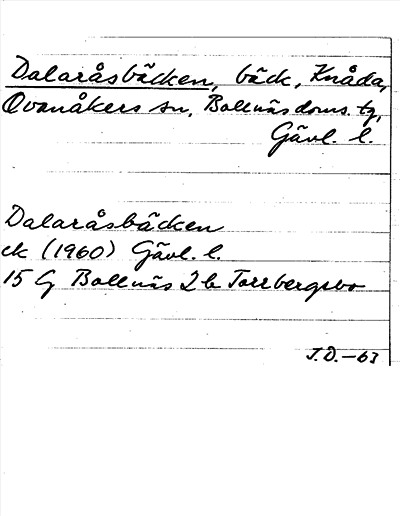 Dalaråsbäcken, bäck, Knåda,
Ovanåkers sn, Bollnäs doms. tg,
Gävl. l.
Dalaråsbäcken
ek (1960) Gävl. l.
15 G Bollnäs 2 b Torrbergsbo
J.D. -63